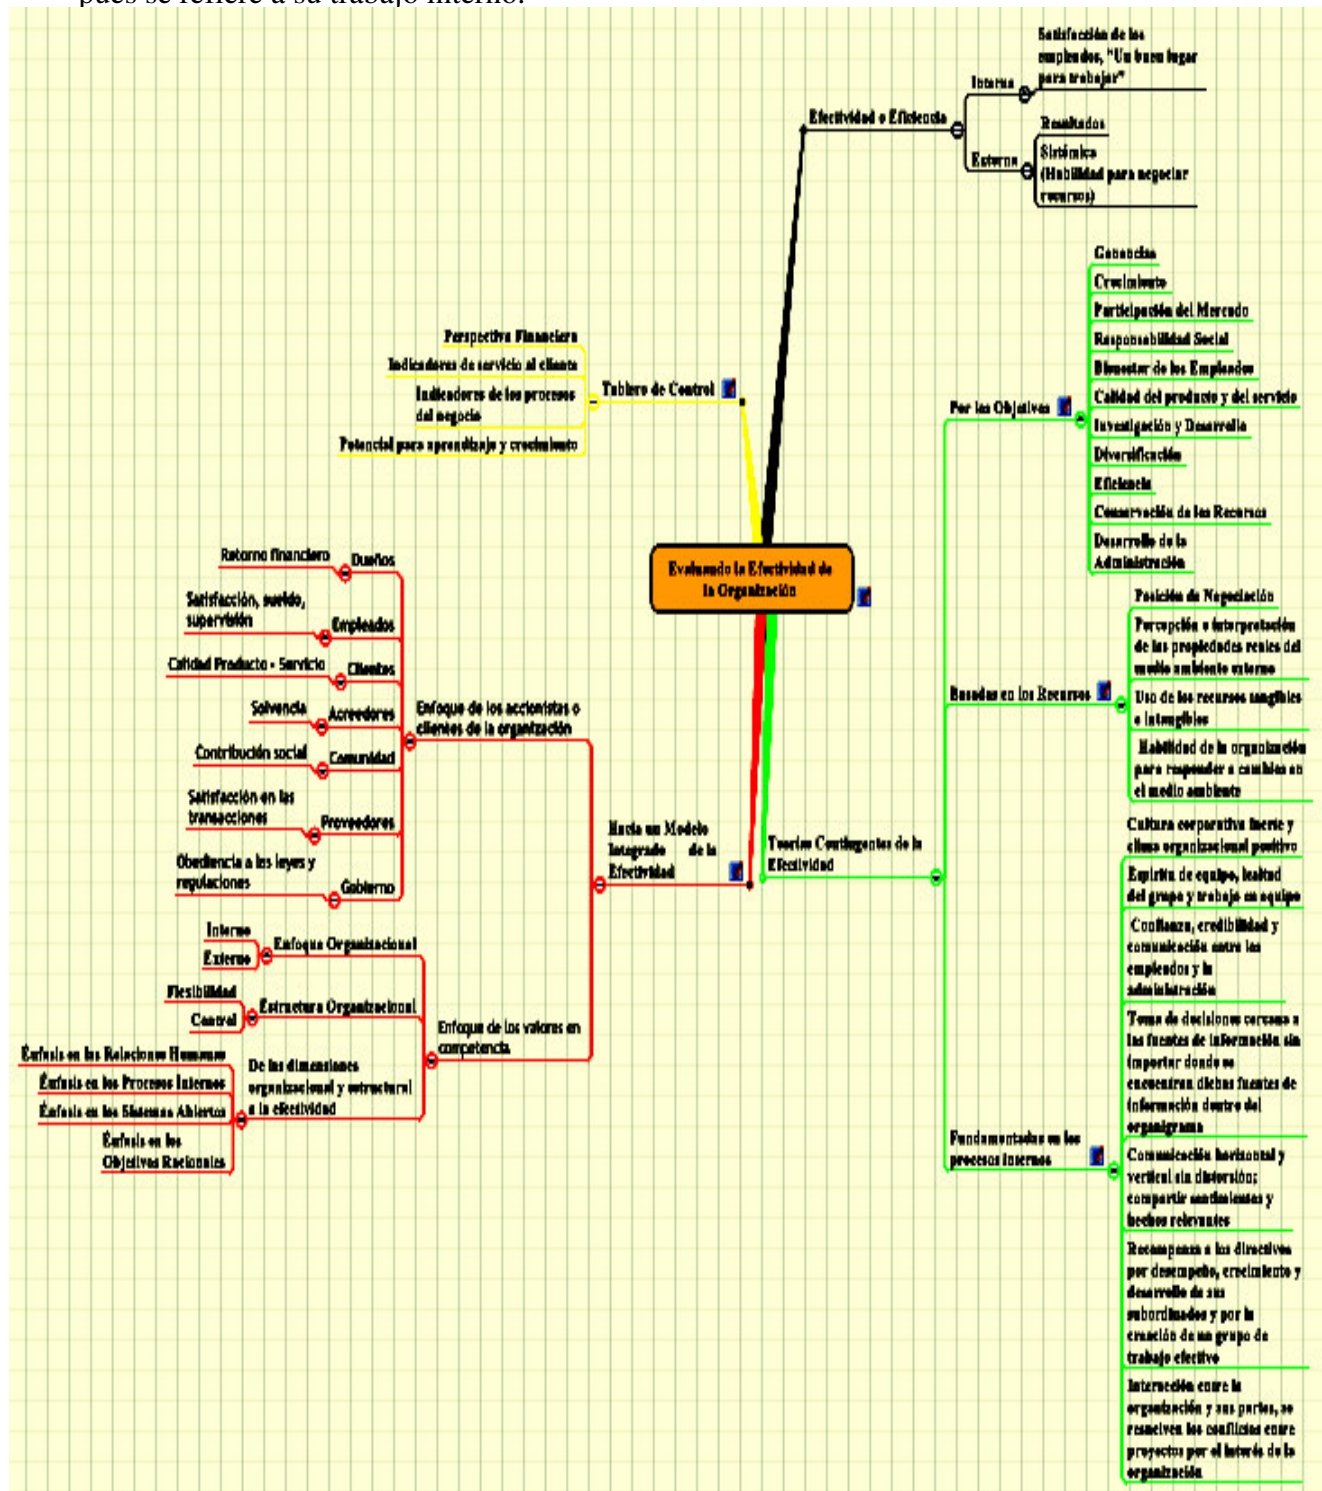 pues se refiere a su trabajo interno.
Efectividad o Eficiencia
Interna
Satisfacción de los
empleados, "Un buen lugar
para trabajar"
Externa
Resultados
Sistémica
(Habilidad para negociar
recursos)
Tablero de Control
Perspectiva Financiera
Indicadores de servicio al cliente
Indicadores de los procesos
del negocio
Potencial para aprendizaje y crecimiento
Evaluando la Efectividad de
la Organización
Teorías Contingentes de la
Efectividad
Por los Objetivos
Ganancias
Crecimiento
Participación del Mercado
Responsabilidad Social
Bienestar de los Empleados
Calidad del producto y del servicio
Investigación y Desarrollo
Diversificación
Eficiencia
Conservación de los Recursos
Desarrollo de la
Administración
Basadas en los Recursos
Posición de Negociación
Percepción e interpretación
de las propiedades reales del
medio ambiente externo
Uso de los recursos tangibles
e intangibles
Habilidad de la organización
para responder a cambios en
el medio ambiente
Fundamentadas en los
procesos internos
Cultura corporativa fuerte y
clima organizacional positivo
Espíritu de equipo, lealtad
del grupo y trabajo en equipo
Confianza, credibilidad y
comunicación entre los
empleados y la
administración
Toma de decisiones cercana a
las fuentes de información sin
importar donde se
encuentran dichas fuentes de
información dentro del
organigrama
Comunicación horizontal y
vertical sin distorsión;
compartir sentimientos y
hechos relevantes
Recompensa a los directivos
por desempeño, crecimiento y
desarrollo de sus
subordinados y por la
creación de un grupo de
trabajo efectivo
Interacción entre la
organización y sus partes, se
resuelven los conflictos entre
proyectos por el interés de la
organización
Hacia un Modelo
Integrado de la
Efectividad
Enfoque de los accionistas o
clientes de la organización
Dueños
Retorno financiero
Empleados
Satisfacción, sueldo,
supervisión
Clientes
Calidad Producto - Servicio
Acreedores
Solvencia
Comunidad
Contribución social
Proveedores
Satisfacción en las
transacciones
Gobierno
Obediencia a las leyes y
regulaciones
Enfoque de los valores en
competencia
Enfoque Organizacional
Interno
Externo
Estructura Organizacional
Flexibilidad
Control
De las dimensiones
organizacional y estructural
a la efectividad
Énfasis en las Relaciones Humanas
Énfasis en los Procesos Internos
Énfasis en los Sistemas Abiertos
Énfasis en los
Objetivos Racionales